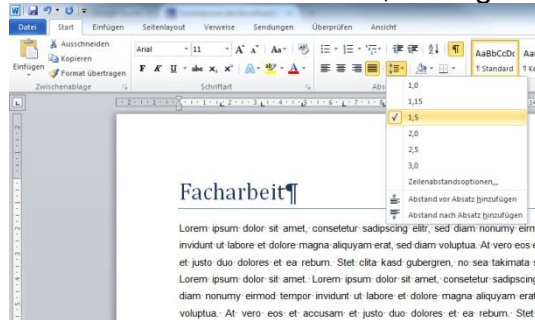 Datei Start Einfügen Seitenlayout Verweise Sendungen Überprüfen Ansicht
Einfügen
Ausschneiden
Kopieren
Format übertragen
Zwischenablage
Arial 11
F K U abc x, x²
Schriftart
Abs
AaBbCcDc
¶ Standard
1,0
1,15
1,5
2,0
2,5
3,0
Zeilenabstandsoptionen...
Abstand vor Absatz hinzufügen
Abstand nach Absatz hinzufügen
Facharbeit¶
Lorem ipsum dolor sit amet, consetetur sadipscing elitr, sed diam nonumy eirm
invidunt ut labore et dolore magna aliquyam erat, sed diam voluptua. At vero eos e
et justo duo dolores et ea rebum. Stet clita kasd gubergren, no sea takimata s
Lorem ipsum dolor sit amet. Lorem ipsum dolor sit amet, consetetur sadipscing
diam nonumy eirmod tempor invidunt ut labore et dolore magna aliquyam erat
voluptua. At vero eos et accusam et justo duo dolores et ea rebum. Stet